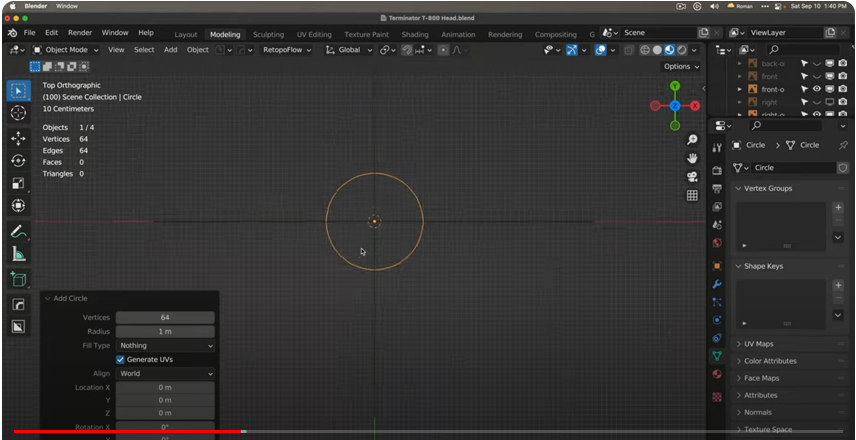 Blender Window
Roman Sat Sep 10 1:40 PM
Terminator T-800 Head.blend
File Edit Render Window Help
Layout Modeling Sculpting UV Editing Texture Paint Shading Animation Rendering Compositing G
Scene
ViewLayer
Object Mode View Select Add Object RetopoFlow Global
Options
Top Orthographic
(100) Scene Collection | Circle
10 Centimeters
Objects 1 / 4
Vertices 64
Edges 64
Faces 0
Triangles 0
Y
X
Z
back-o
front
front-o
right
right-o
Circle > Circle
Circle
Vertex Groups
Shape Keys
UV Maps
Color Attributes
Face Maps
Attributes
Normals
Texture Space
Add Circle
Vertices 64
Radius 1 m
Fill Type Nothing
Generate UVs
Align World
Location X 0 m
Y 0 m
Z 0 m
Rotation X 0°
Y 0°